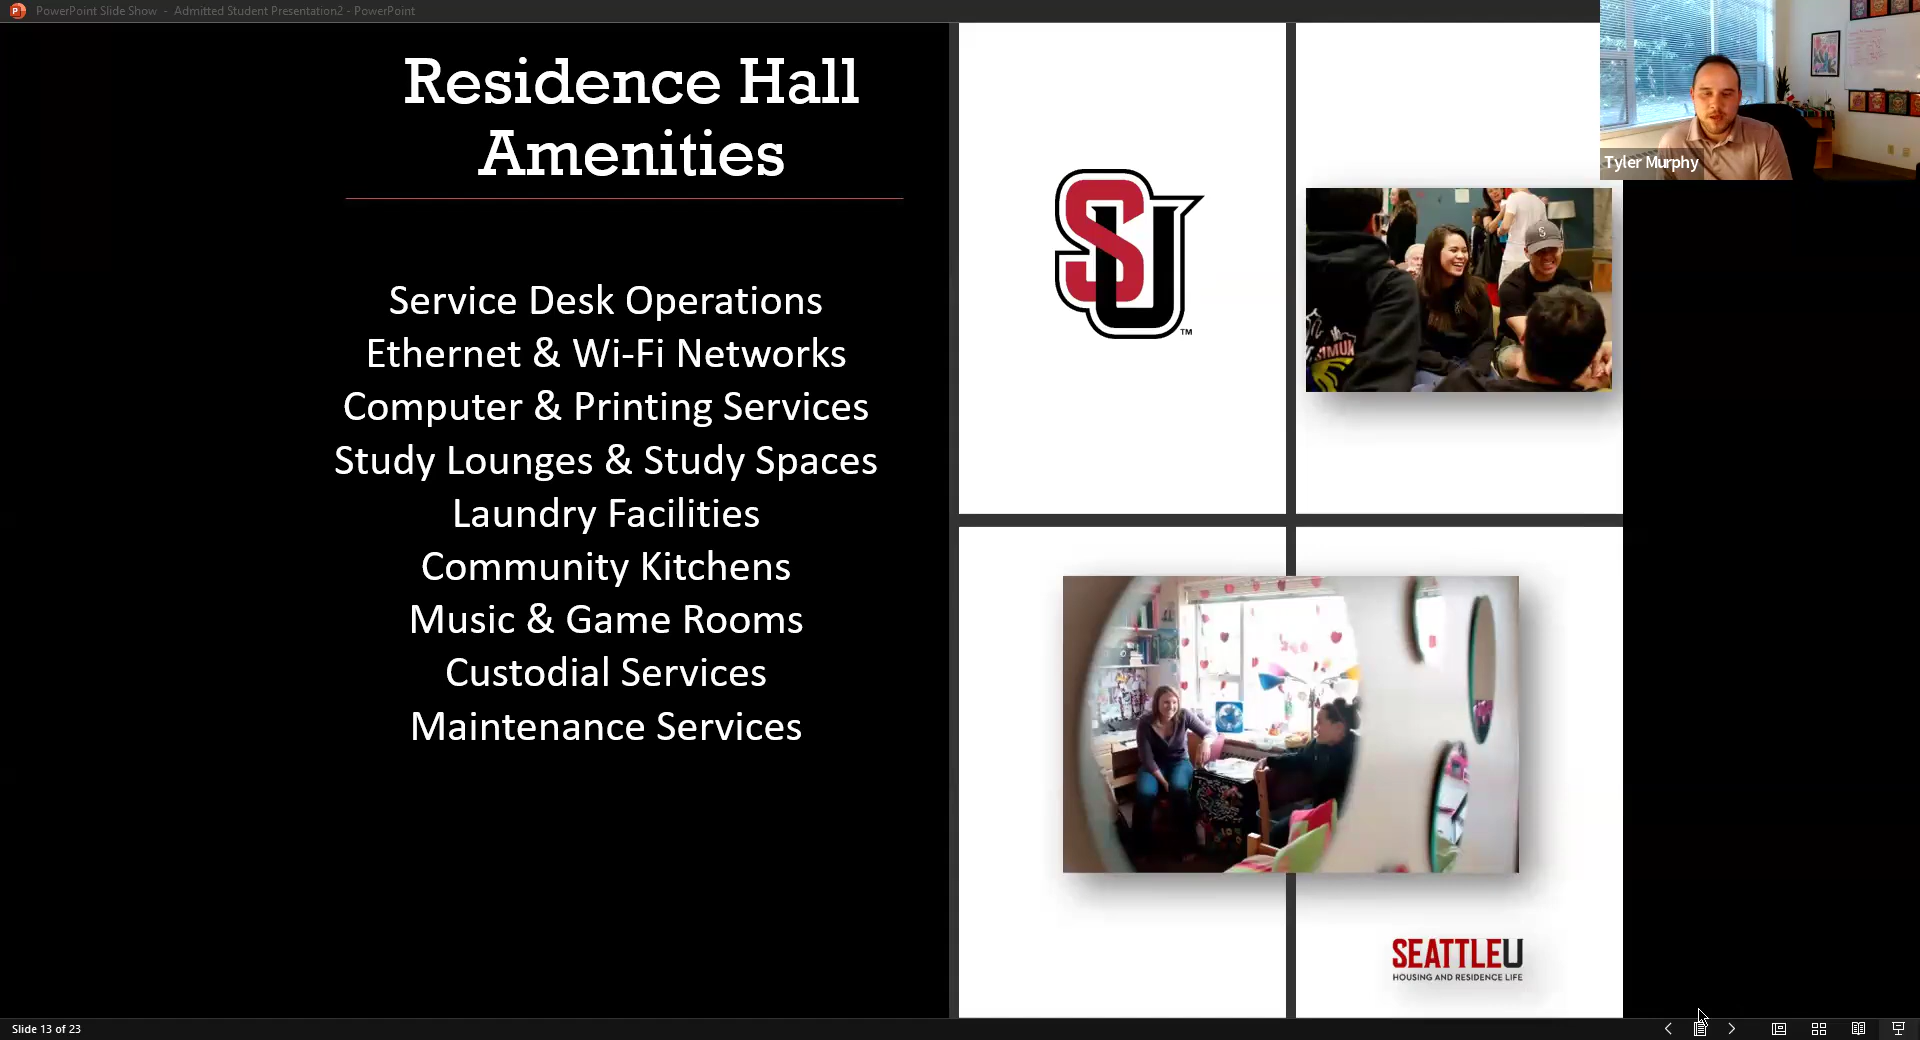 PowerPoint Slide Show - Admitted Student Presentation2 - PowerPoint
Residence Hall
Amenities
Service Desk Operations
Ethernet & Wi-Fi Networks
Computer & Printing Services
Study Lounges & Study Spaces
Laundry Facilities
Community Kitchens
Music & Game Rooms
Custodial Services
Maintenance Services
SU
TM
Tyler Murphy
SEATTLEU
HOUSING AND RESIDENCE LIFE
Slide 13 of 23